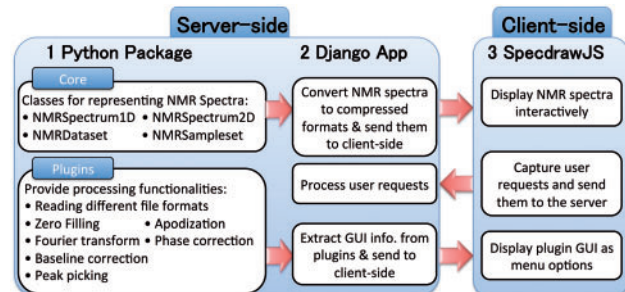 Server-side
Client-side
1 Python Package
2 Django App
3 SpecdrawJS
Core
Classes for representing NMR Spectra:
• NMRSpectrum1D • NMRSpectrum2D
• NMRDataset • NMRSampleset
Convert NMR spectra
to compressed
formats & send them
to client-side
Display NMR spectra
interactively
Plugins
Provide processing functionalities:
• Reading different file formats
• Zero Filling • Apodization
• Fourier transform • Phase correction
• Baseline correction
• Peak picking
Process user requests
Capture user
requests and send
them to the server
Extract GUI info. from
plugins & send to
client-side
Display plugin GUI as
menu options